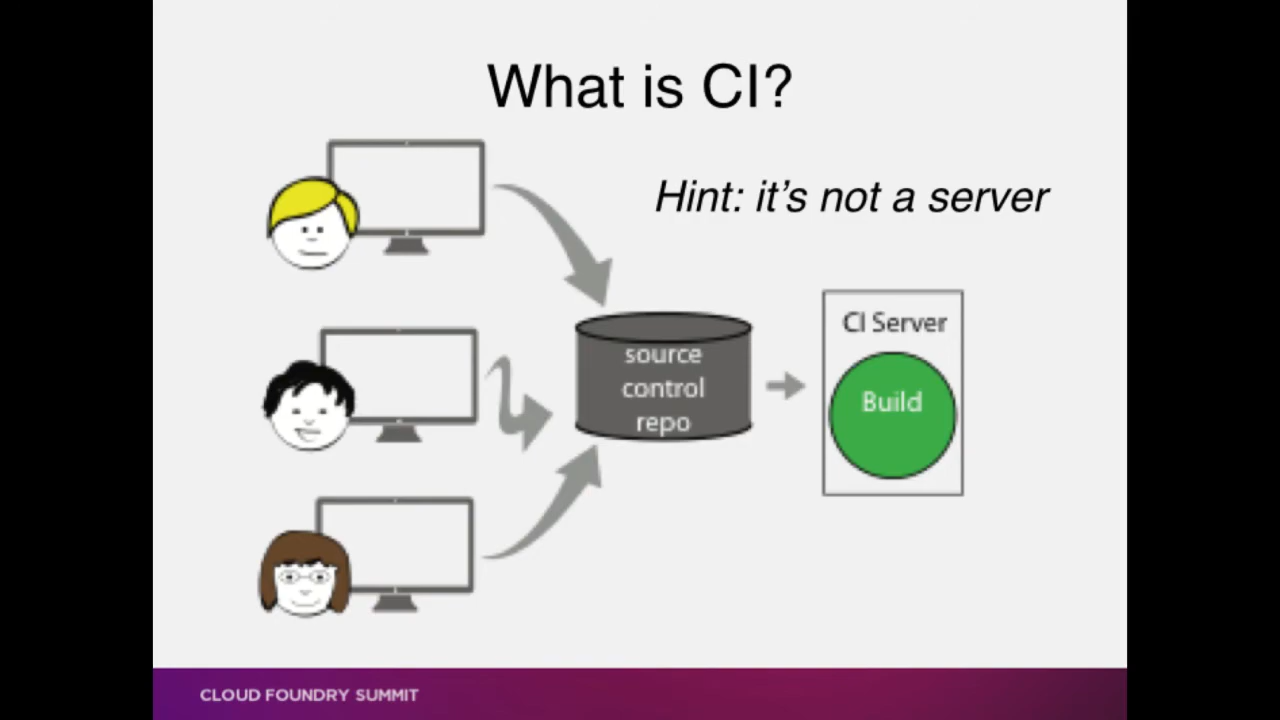 What is CI?
Hint: it's not a server
source
control
repo
CI Server
Build
CLOUD FOUNDRY SUMMIT